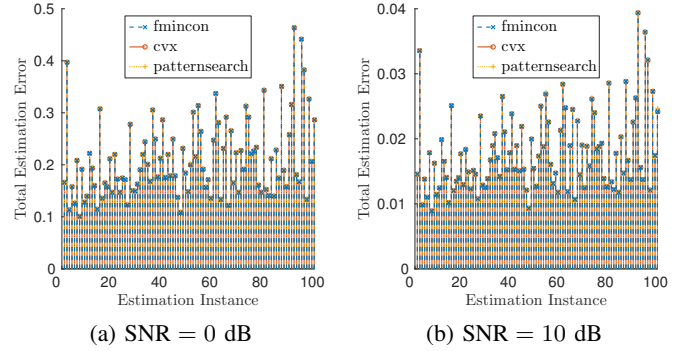 0.5
0.4
0.3
0.2
0.1
0
Total Estimation Error
fmincon
cvx
patternsearch
0 20 40 60 80 100
Estimation Instance
(a) SNR = 0 dB
0.04
0.03
0.02
0.01
0
Total Estimation Error
fmincon
cvx
patternsearch
0 20 40 60 80 100
Estimation Instance
(b) SNR = 10 dB